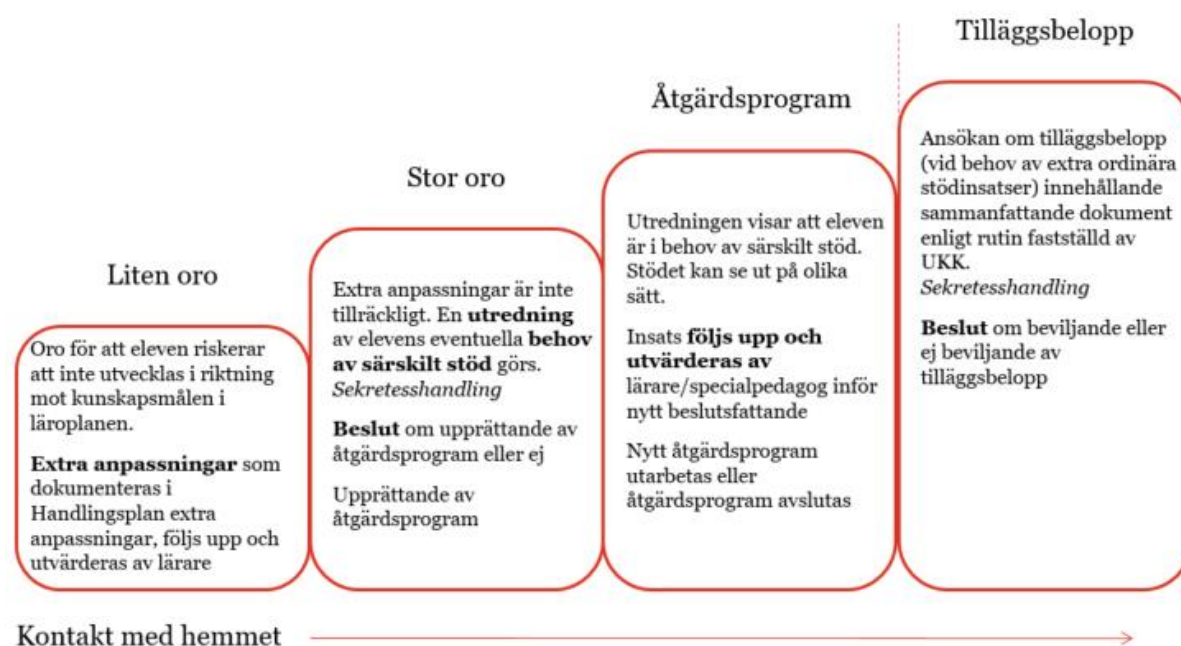 Liten oro
Oro för att eleven riskerar
att inte utvecklas i riktning
mot kunskapsmålen i
läroplanen.
Extra anpassningar som
dokumenteras i
Handlingsplan extra
anpassningar, följs upp och
utvärderas av lärare
Stor oro
Extra anpassningar är inte
tillräckligt. En utredning
av elevens eventuella behov
av särskilt stöd görs.
Sekretesshandling
Beslut om upprättande av
åtgärdsprogram eller ej
Upprättande av
åtgärdsprogram
Åtgärdsprogram
Utredningen visar att eleven
är i behov av särskilt stöd.
Stödet kan se ut på olika
sätt.
Insats följs upp och
utvärderas av
lärare/specialpedagog inför
nytt beslutsfattande
Nytt åtgärdsprogram
utarbetas eller
åtgärdsprogram avslutas
Tilläggsbelopp
Ansökan om tilläggsbelopp
(vid behov av extra ordinära
stödinsatser) innehållande
sammanfattande dokument
enligt rutin fastställd av
UKK.
Sekretesshandling
Beslut om beviljande eller
ej beviljande av
tilläggsbelopp
Kontakt med hemmet